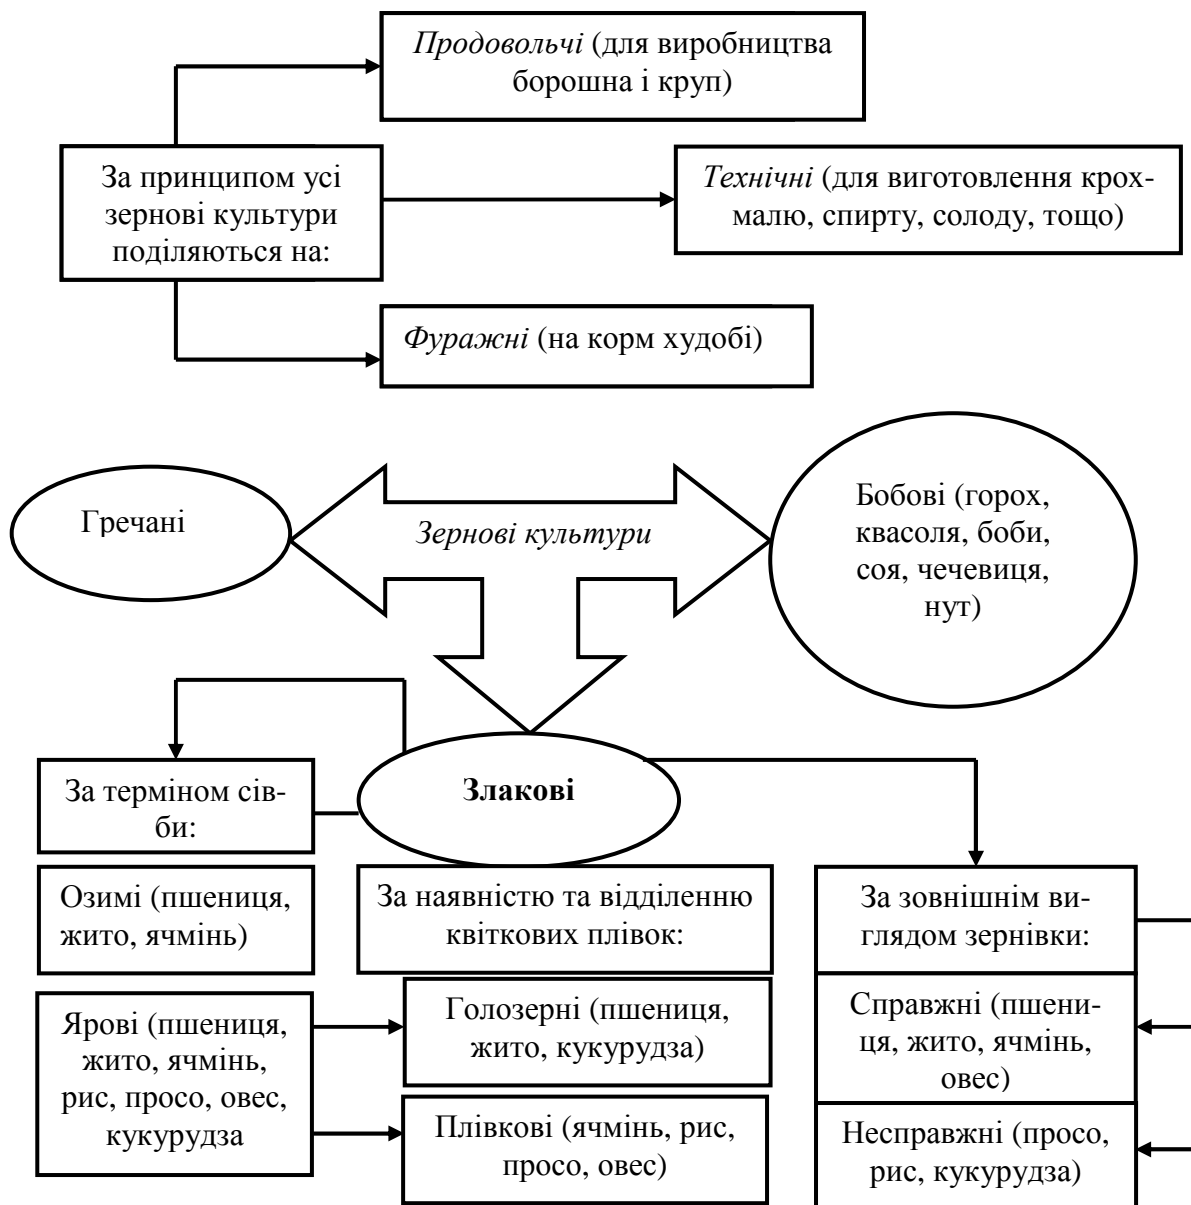 Продовольчі (для виробництва
борошна і круп)
За принципом усі
зернові культури
поділяються на:
Технічні (для виготовлення крох-
малю, спирту, солоду, тощо)
Фуражні (на корм худобі)
Гречані
Зернові культури
Бобові (горох,
квасоля, боби,
соя, чечевиця,
нут)
Злакові
За терміном сів-
би:
Озимі (пшениця,
жито, ячмінь)
Ярові (пшениця,
жито, ячмінь,
рис, просо, овес,
кукурудза
За наявністю та відділенню
квіткових плівок:
Голозерні (пшениця,
жито, кукурудза)
Плівкові (ячмінь, рис,
просо, овес)
За зовнішнім ви-
глядом зернівки:
Справжні (пшени-
ця, жито, ячмінь,
овес)
Несправжні (просо,
рис, кукурудза)